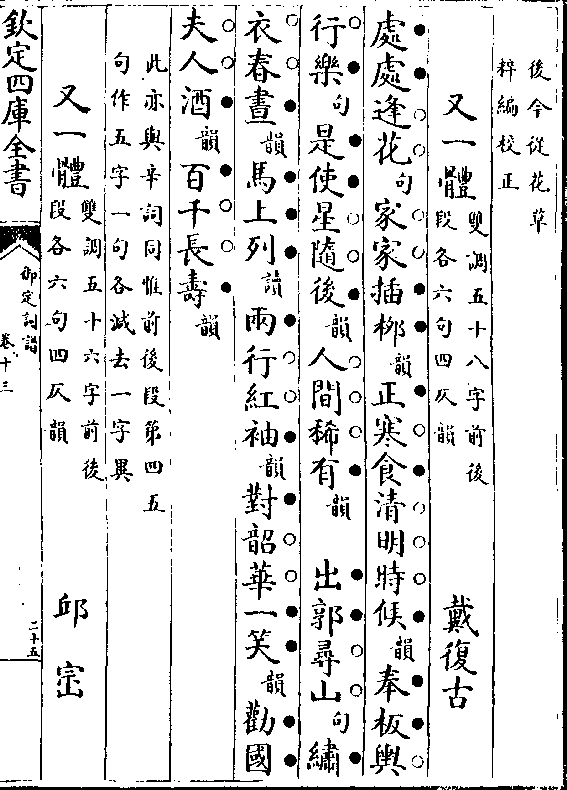 後今從花草
粹編校正
又一體 雙調五十八字前後
段各六句四仄韻 戴復古
處處逢花句家家插栁韻正寒食清明時候韻奉板輿
行樂句是使星隨後韻人間稀有韻 出郭尋山句繡
衣春晝韻馬上列讀兩行紅袖韻對韶華一笑韻勸國
夫人酒韻百千長壽韻
此亦與辛詞同惟前後段第四五
句作五字一句各減去一字異
又一體 雙調五十六字前後
段各六句四仄韻 邱崈
欽定四庫全書
御定詞譜
卷十三
二十五